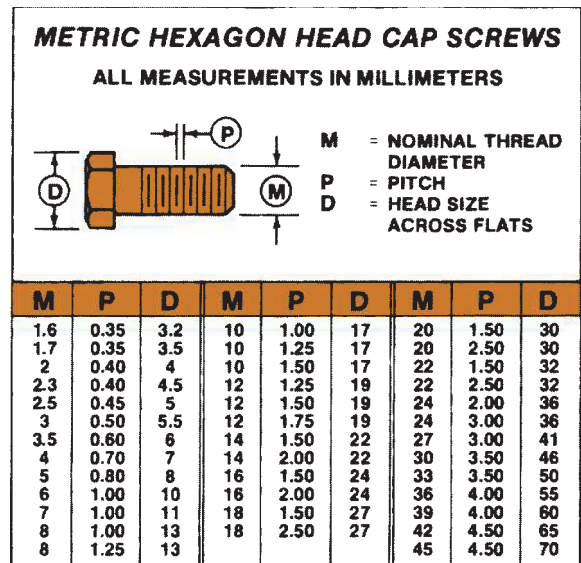 METRIC HEXAGON HEAD CAP SCREWS
ALL MEASUREMENTS IN MILLIMETERS
P
D
M
M = NOMINAL THREAD
DIAMETER
P = PITCH
D = HEAD SIZE
ACROSS FLATS
M P D M P D M P D
1.6 0.35 3.2 10 1.00 17 20 1.50 30
1.7 0.35 3.5 10 1.25 17 20 2.50 30
2 0.40 4 10 1.50 17 22 1.50 32
2.3 0.40 4.5 12 1.25 19 22 2.50 32
2.5 0.45 5 12 1.50 19 24 2.00 36
3 0.50 5.5 12 1.75 19 24 3.00 36
3.5 0.60 6 14 1.50 22 27 3.00 41
4 0.70 7 14 2.00 22 30 3.50 46
5 0.80 8 16 1.50 24 33 3.50 50
6 1.00 10 16 2.00 24 36 4.00 55
7 1.00 11 18 1.50 27 39 4.00 60
8 1.00 13 18 2.50 27 42 4.50 65
8 1.25 13 45 4.50 70